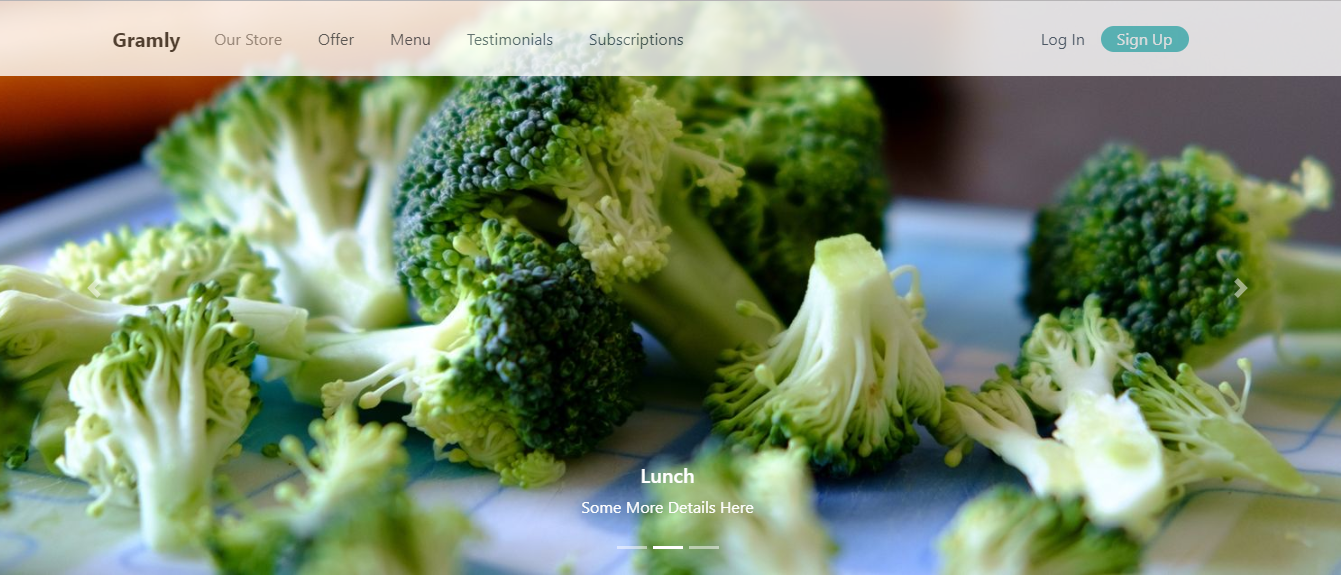 Gramly Our Store Offer Menu Testimonials Subscriptions Log In Sign Up
Lunch
Some More Details Here